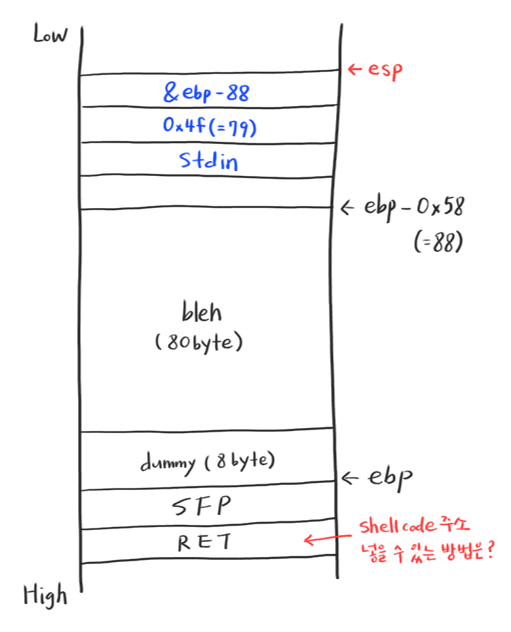 Low
← esp
&ebp-88
0x4f(=79)
stdin
← ebp-0x58
(=88)
bleh
(80byte)
dummy (8byte)
← ebp
SFP
RET
shellcode 주소
넣을 수 있는 방법은?
High